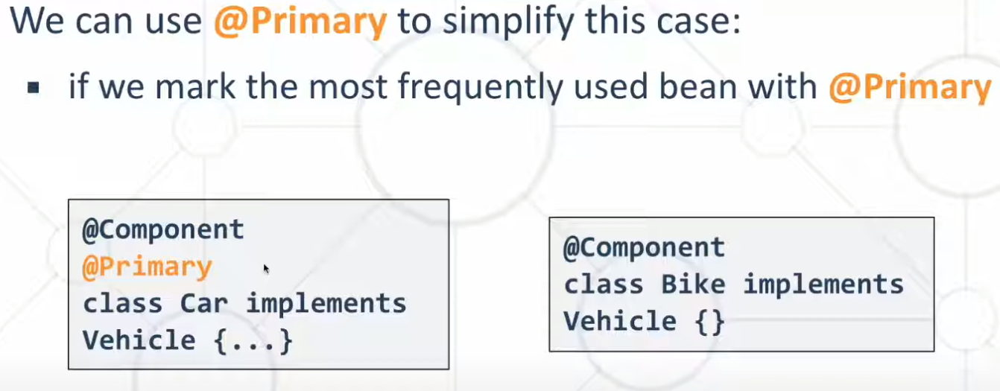 We can use @Primary to simplify this case:
▪ if we mark the most frequently used bean with @Primary
@Component
@Primary
class Car implements
Vehicle {...}
@Component
class Bike implements
Vehicle {}